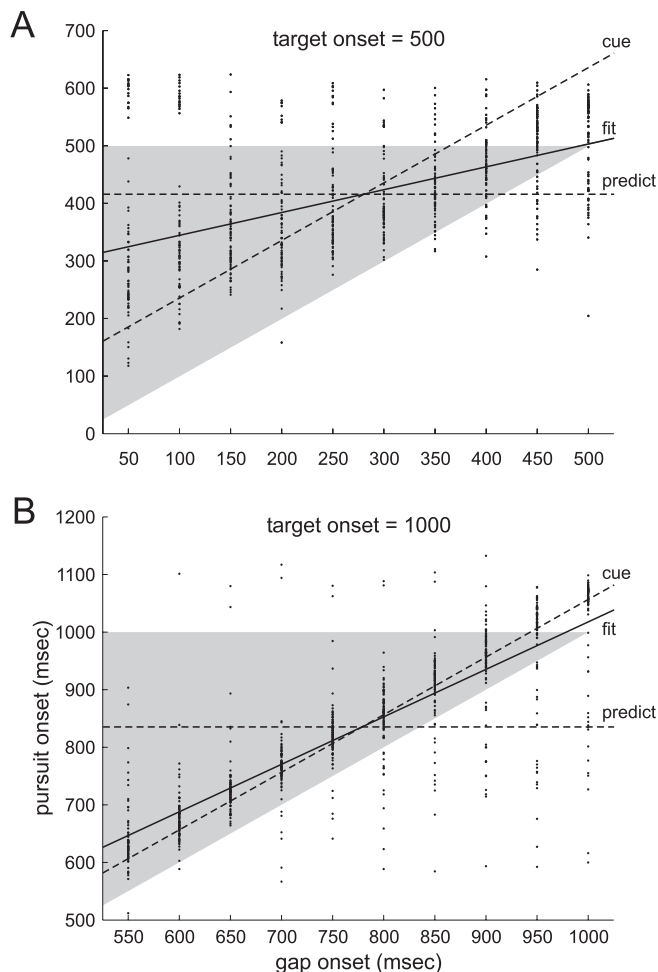 A
target onset = 500
700
600
500
400
300
200
100
0
cue
fit
predict
50 100 150 200 250 300 350 400 450 500
B
target onset = 1000
1200
1100
1000
900
800
700
600
500
pursuit onset (msec)
cue
fit
predict
550 600 650 700 750 800 850 900 950 1000
gap onset (msec)